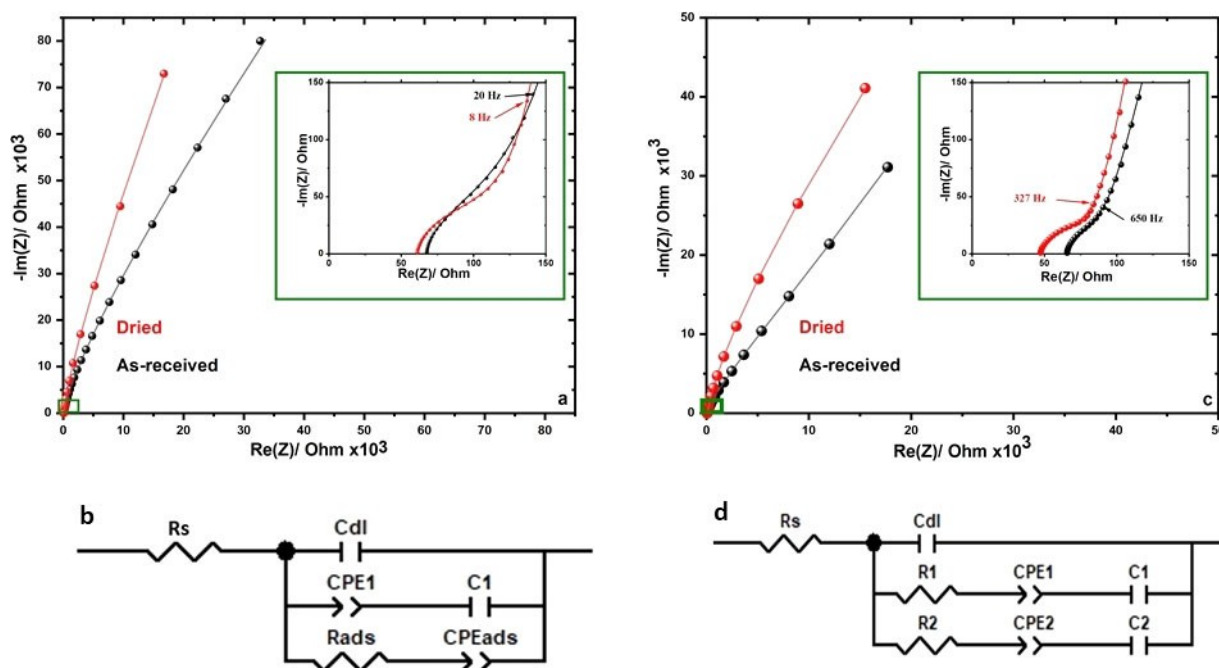 80
70
60
50
40
30
20
10
0
-Im(Z)/ Ohm x10³
0 10 20 30 40 50 60 70 80
Re(Z)/ Ohm x10³
Dried
As-received
a
150
100
50
0
-Im(Z)/ Ohm
50 100 150
Re(Z)/ Ohm
20 Hz
8 Hz
50
40
30
20
10
0
-Im(Z)/ Ohm x10³
0 10 20 30 40 50
Re(Z)/ Ohm x10³
Dried
As-received
c
150
100
50
0
-Im(Z)/ Ohm
0 50 100 150
Re(Z)/ Ohm
327 Hz
650 Hz
b
Rs Cdl
CPE1 C1
Rads CPEads
d
Rs Cdl
R1 CPE1 C1
R2 CPE2 C2